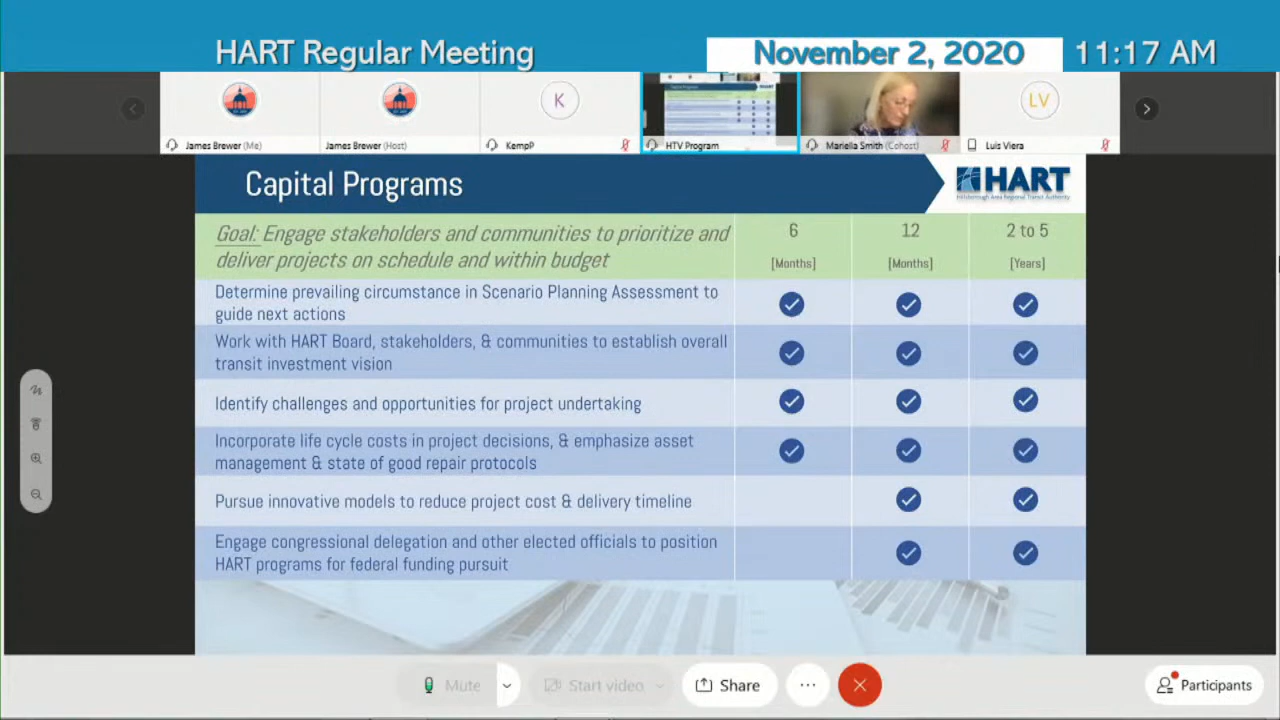 HART Regular Meeting
November 2, 2020
11:17 AM
K
LV
James Brewer (Me)
James Brewer (Host)
KempP
HTV Program
Mariella Smith (Cohost)
Luis Viera
Capital Programs
HART
Hillsborough Area Regional Transit Authority
Goal: Engage stakeholders and communities to prioritize and
deliver projects on schedule and within budget
6
[Months]
12
[Months]
2 to 5
[Years]
Determine prevailing circumstance in Scenario Planning Assessment to
guide next actions
Work with HART Board, stakeholders, & communities to establish overall
transit investment vision
Identify challenges and opportunities for project undertaking
Incorporate life cycle costs in project decisions, & emphasize asset
management & state of good repair protocols
Pursue innovative models to reduce project cost & delivery timeline
Engage congressional delegation and other elected officials to position
HART programs for federal funding pursuit
Mute
Start video
Share
Participants